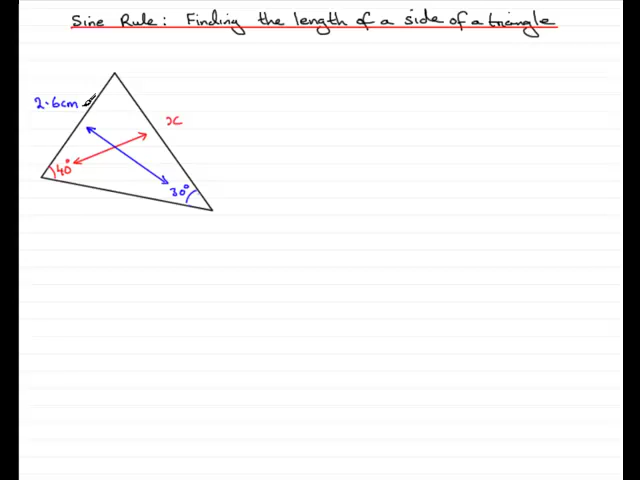 Sine Rule: Finding the length of a side of a triangle
2.6cm
x
40°
30°